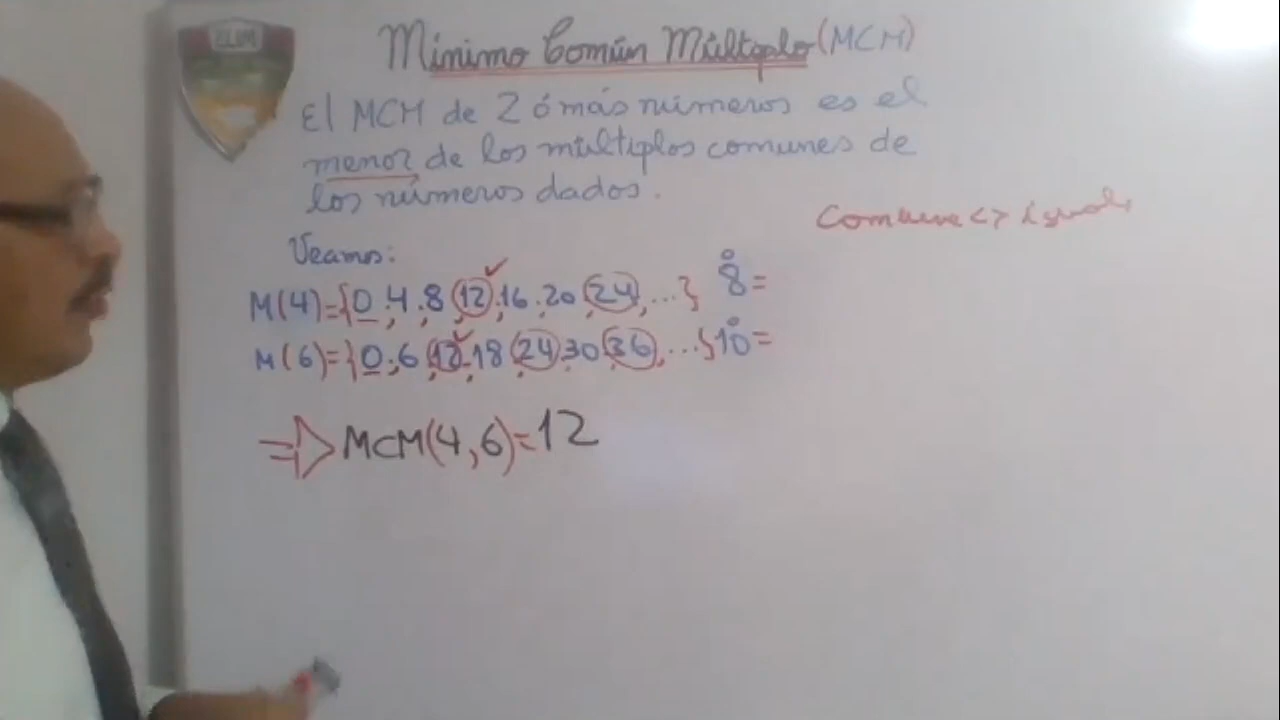 Mínimo Común Múltiplo (MCM)
El MCM de 2 ó más números es el
menor de los múltiplos comunes de
los números dados.
Veamos:
M(4)={0,4,8,12,16,20,24,...} 8̊=
M(6)={0,6,12,18,24,30,36,...} 10̊=
⇒ MCM(4,6)=12
<> iguales